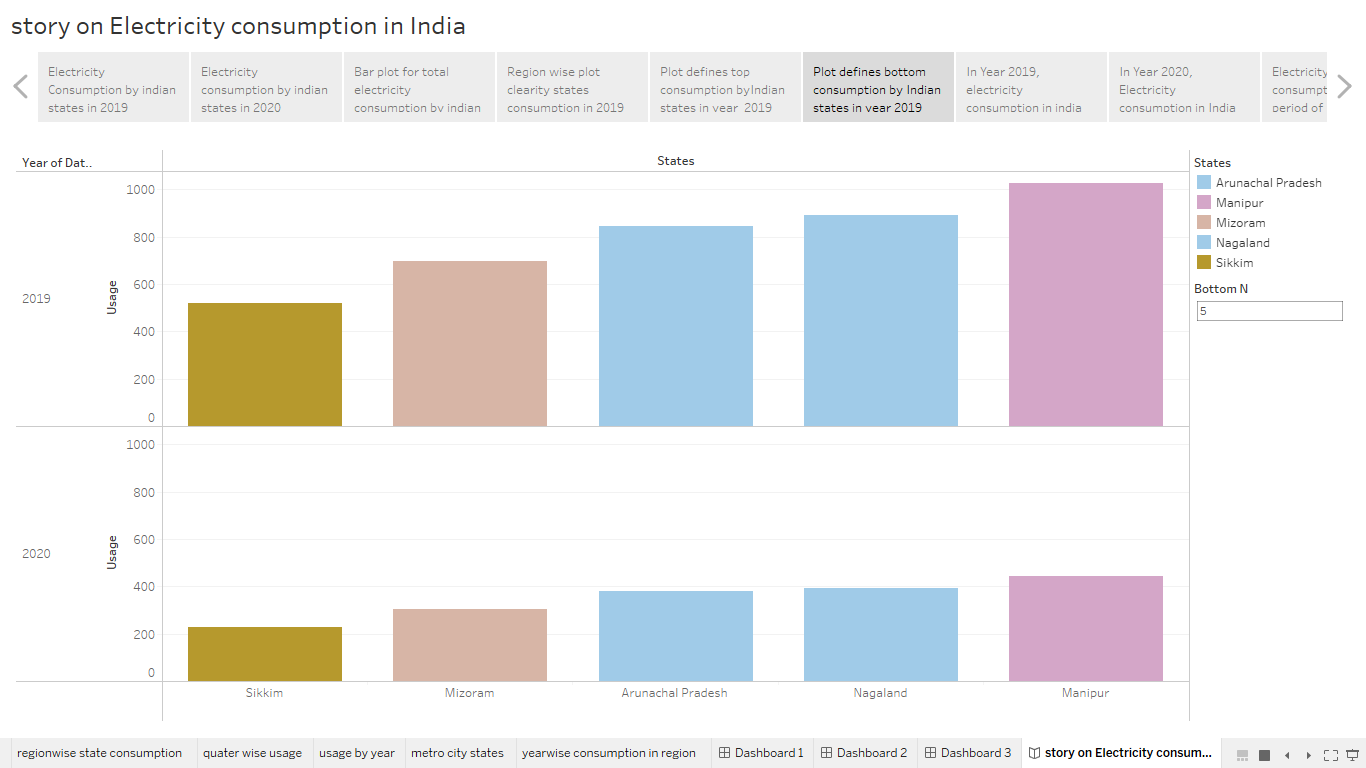 story on Electricity consumption in India
Electricity
Consumption by indian
states in 2019
Electricity
consumption by indian
states in 2020
Bar plot for total
electricity
consumption by indian
Region wise plot
clearity states
consumption in 2019
Plot defines top
consumption byIndian
states in year 2019
Plot defines bottom
consumption by Indian
states in year 2019
In Year 2019,
electricity
consumption in india
In Year 2020,
Electricity
consumption in India
Electricity
consumpt
period of
Year of Dat..
States
2019
Usage
1000
800
600
400
200
0
2020
Usage
1000
800
600
400
200
0
Sikkim
Mizoram
Arunachal Pradesh
Nagaland
Manipur
States
Arunachal Pradesh
Manipur
Mizoram
Nagaland
Sikkim
Bottom N
5
regionwise state consumption
quater wise usage
usage by year
metro city states
yearwise consumption in region
Dashboard 1
Dashboard 2
Dashboard 3
story on Electricity consum...